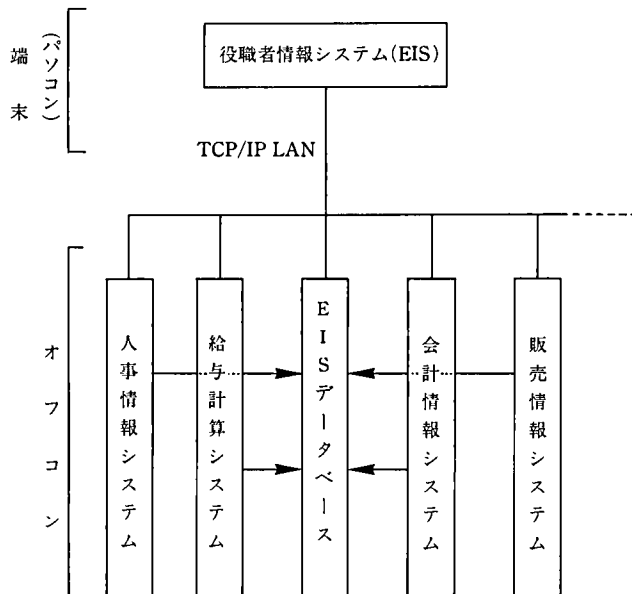 端末
(パソコン)
役職者情報システム(EIS)
TCP/IP LAN
オフコン
人事情報システム
給与計算システム
EISデータベース
会計情報システム
販売情報システム